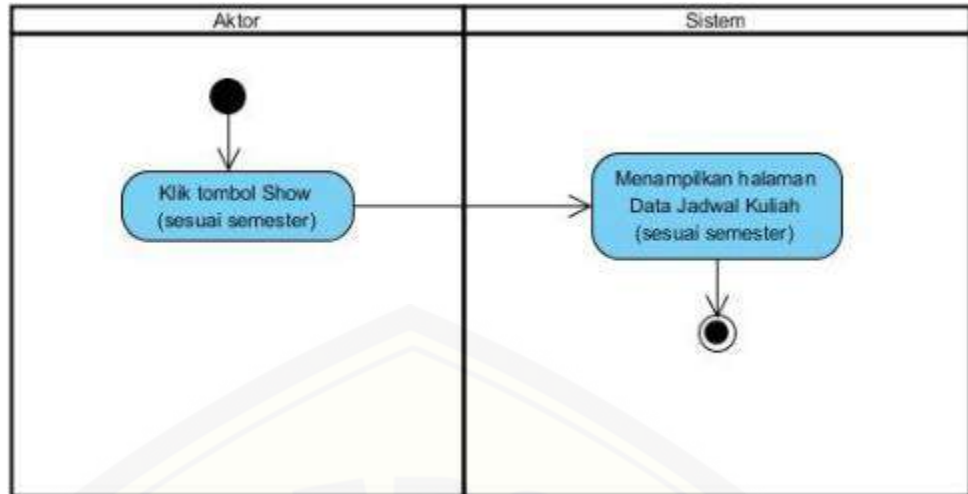 Aktor
Sistem
Klik tombol Show
(sesuai semester)
Menampilkan halaman
Data Jadwal Kuliah
(sesuai semester)